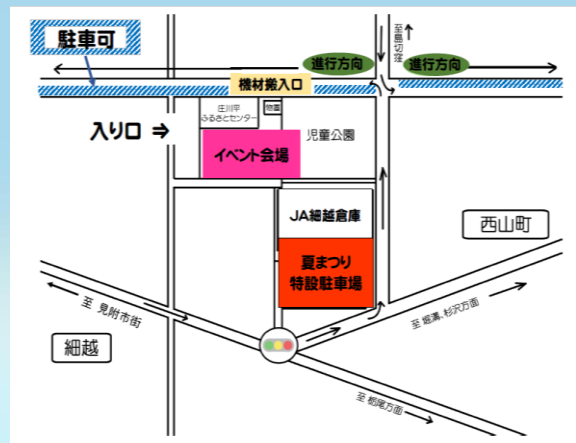 駐車可
至島切窪
進行方向
進行方向
機材搬入口
庄川平
ふるさとセンター
物置
入り口 ⇒
児童公園
イベント会場
JA細越倉庫
西山町
夏まつり
特設駐車場
至 見附市街
至 堀溝、杉沢方面
細越
至 栃尾方面